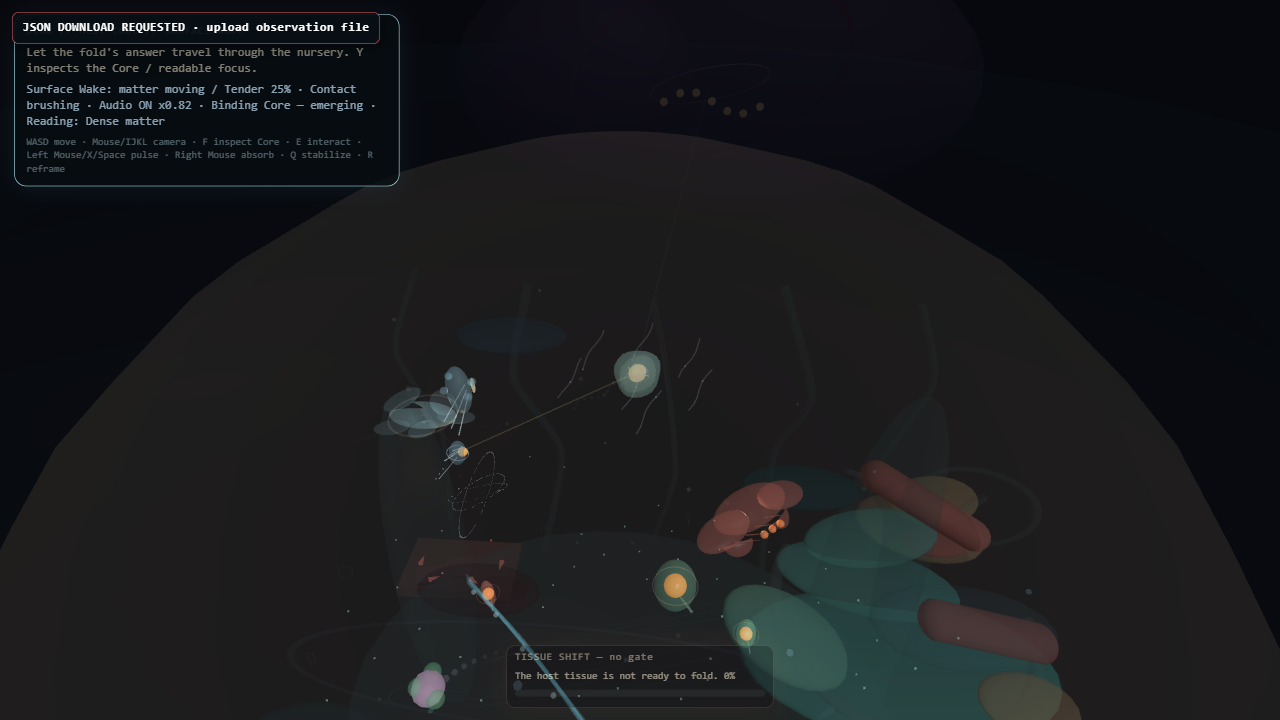 JSON DOWNLOAD REQUESTED · upload observation file
Let the fold's answer travel through the nursery. Y
inspects the Core / readable focus.
Surface Wake: matter moving / Tender 25% · Contact
brushing · Audio ON x0.82 · Binding Core — emerging ·
Reading: Dense matter
WASD move · Mouse/IJKL camera · F inspect Core · E interact ·
Left Mouse/X/Space pulse · Right Mouse absorb · Q stabilize · R
reframe
TISSUE SHIFT — no gate
The host tissue is not ready to fold. 0%